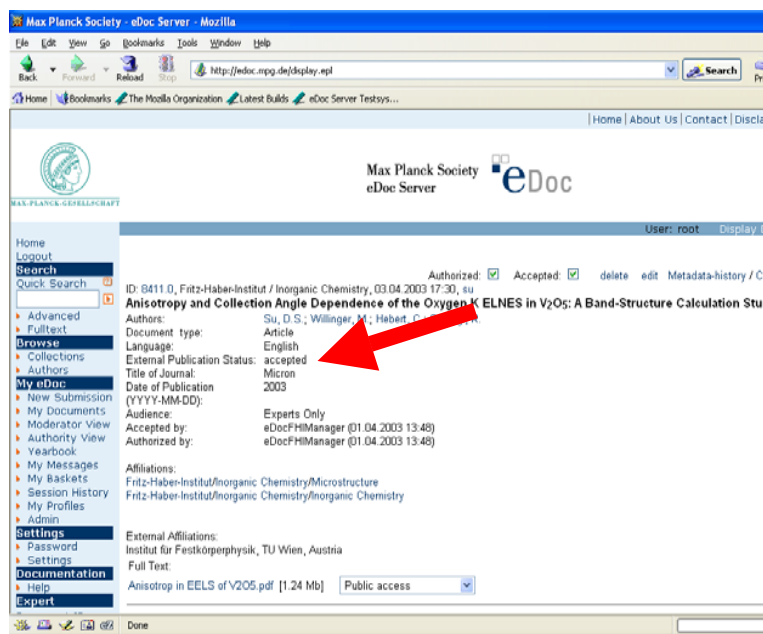 Max Planck Society - eDoc Server - Mozilla
File Edit View Go Bookmarks Tools Window Help
Back Forward Reload Stop http://edoc.mpg.de/display.epl Search
Home Bookmarks The Mozilla Organization Latest Builds eDoc Server Testsys...
Home | About Us | Contact |
MAX-PLANCK-GESELLSCHAFT
Max Planck Society
eDoc Server
eDoc
User: root Display
Home
Logout
Search
Quick Search
Advanced
Fulltext
Browse
Collections
Authors
My eDoc
New Submission
My Documents
Moderator View
Authority View
Yearbook
My Messages
My Baskets
Session History
My Profiles
Admin
Settings
Password
Settings
Documentation
Help
Expert
Authorized: Accepted: delete edit Metadata-history /
ID: 8411.0, Fritz-Haber-Institut / Inorganic Chemistry, 03.04.2003 17:30, su
Anisotropy and Collection Angle Dependence of the Oxygen K ELNES in V2O5: A Band-Structure Calculation
Authors: Su, D.S.; Willinger, M.; Hebert, C.;
Document type: Article
Language: English
External Publication Status: accepted
Title of Journal: Micron
Date of Publication 2003
(YYYY-MM-DD):
Audience: Experts Only
Accepted by: eDocFHIManager (01.04.2003 13:48)
Authorized by: eDocFHIManager (01.04.2003 13:48)
Affiliations:
Fritz-Haber-Institut/Inorganic Chemistry/Microstructure
Fritz-Haber-Institut/Inorganic Chemistry/Inorganic Chemistry
External Affiliations:
Institut für Festkörperphysik, TU Wien, Austria
Full Text:
Anisotrop in EELS of V2O5.pdf [1.24 Mb] Public access
Done